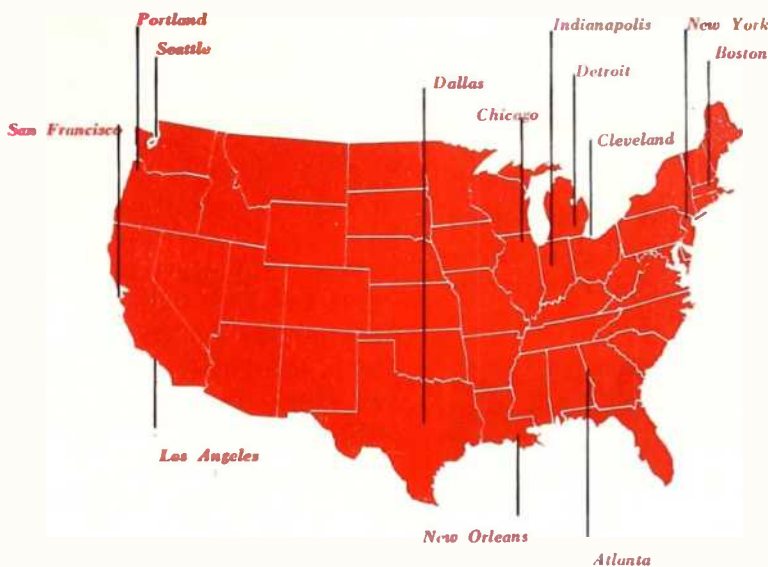 Portland
Seattle
San Francisco
Dallas
Chicago
Indianapolis
Detroit
Cleveland
New York
Boston
Los Angeles
New Orleans
Atlanta